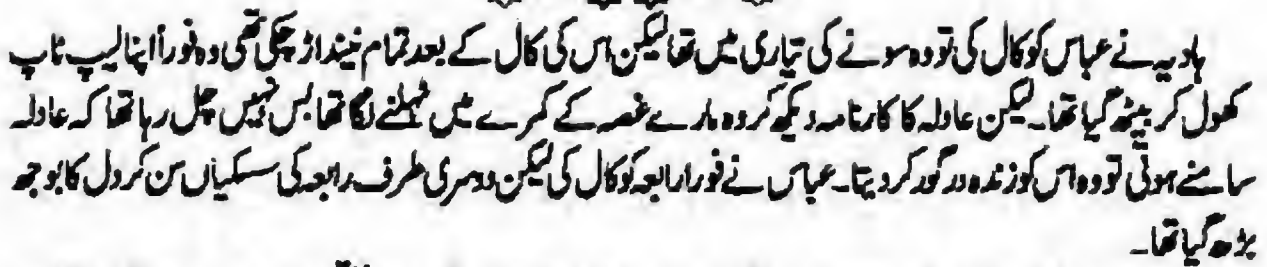 ہادیہ نے عباس کو کال کی تو وہ سونے کی تیاری میں تھا لیکن اس کی کال کے بعد تمام نیند اڑ چکی تھی وہ فوراً اپنا لیپ ٹاپ
کھول کر بیٹھ گیا تھا۔ لیکن عادلہ کا کارنامہ دیکھ کر وہ مارے غصہ کے کمرے میں ٹہلنے لگا تھا بس نہیں چل رہا تھا کہ عادلہ
سامنے ہوتی تو وہ اس کو زندہ درگور کر دیتا۔ عباس نے فوراً رابعہ کو کال کی لیکن دوسری طرف رابعہ کی سسکیاں سن کر دل کا بوجھ
بڑھ گیا تھا۔